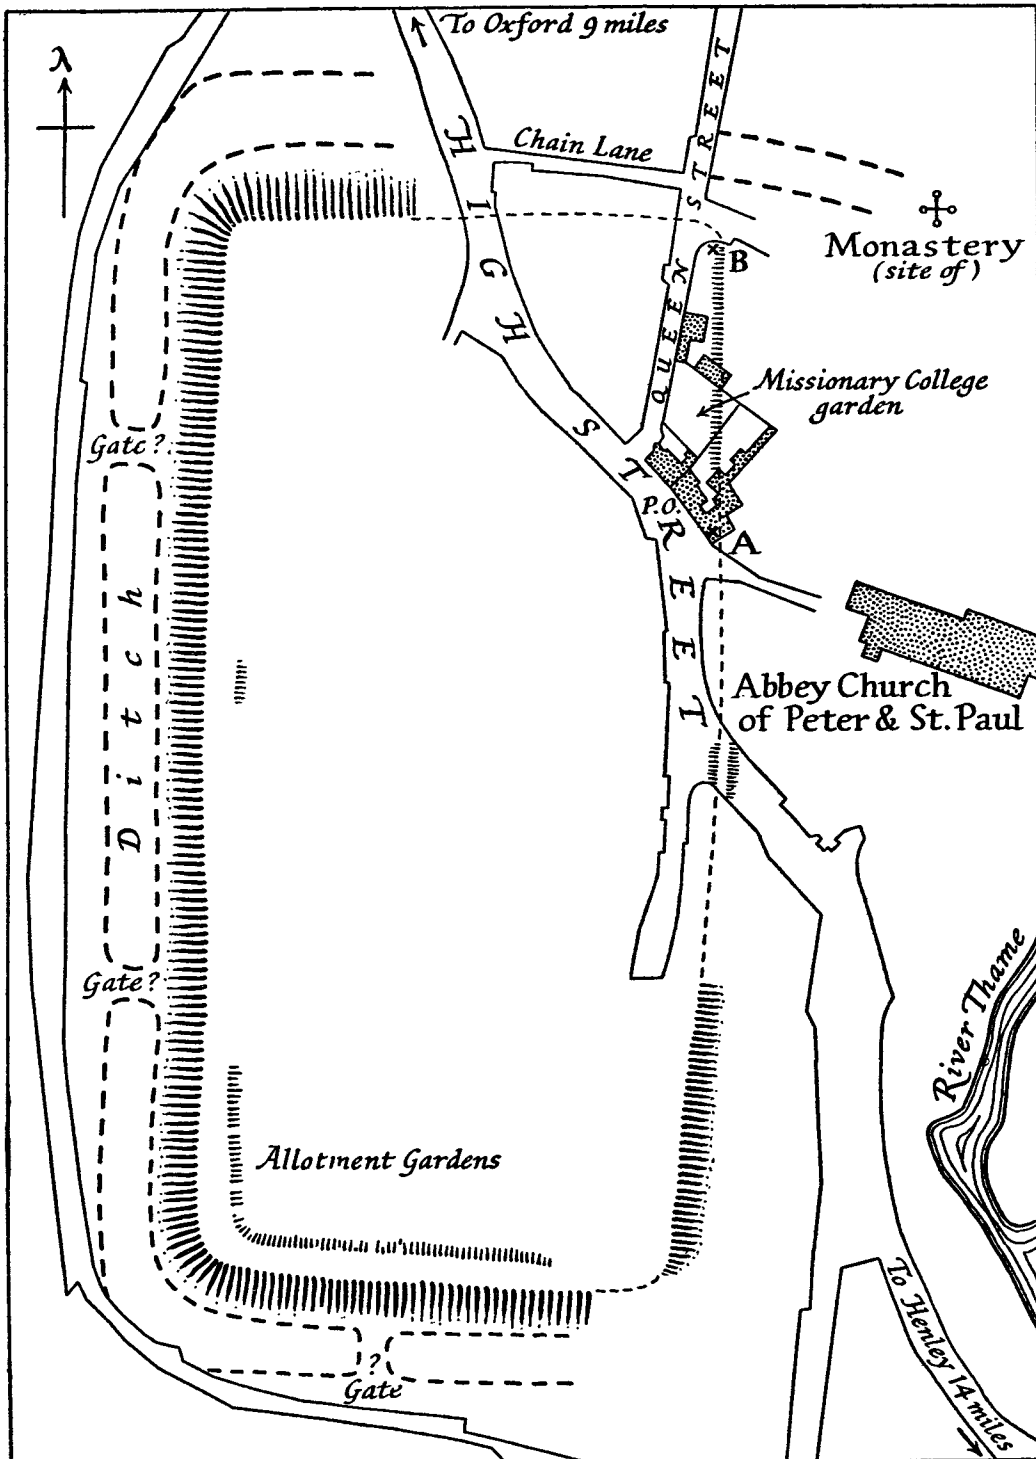 To Oxford 9 miles
λ
HIGH STREET
Chain Lane
QUEEN STREET
Monastery
(site of)
B
Missionary College
garden
Gate?
P.O.
A
Ditch
Abbey Church
of Peter & St. Paul
Gate?
River Thame
Allotment Gardens
To Henley 14 miles
?
Gate